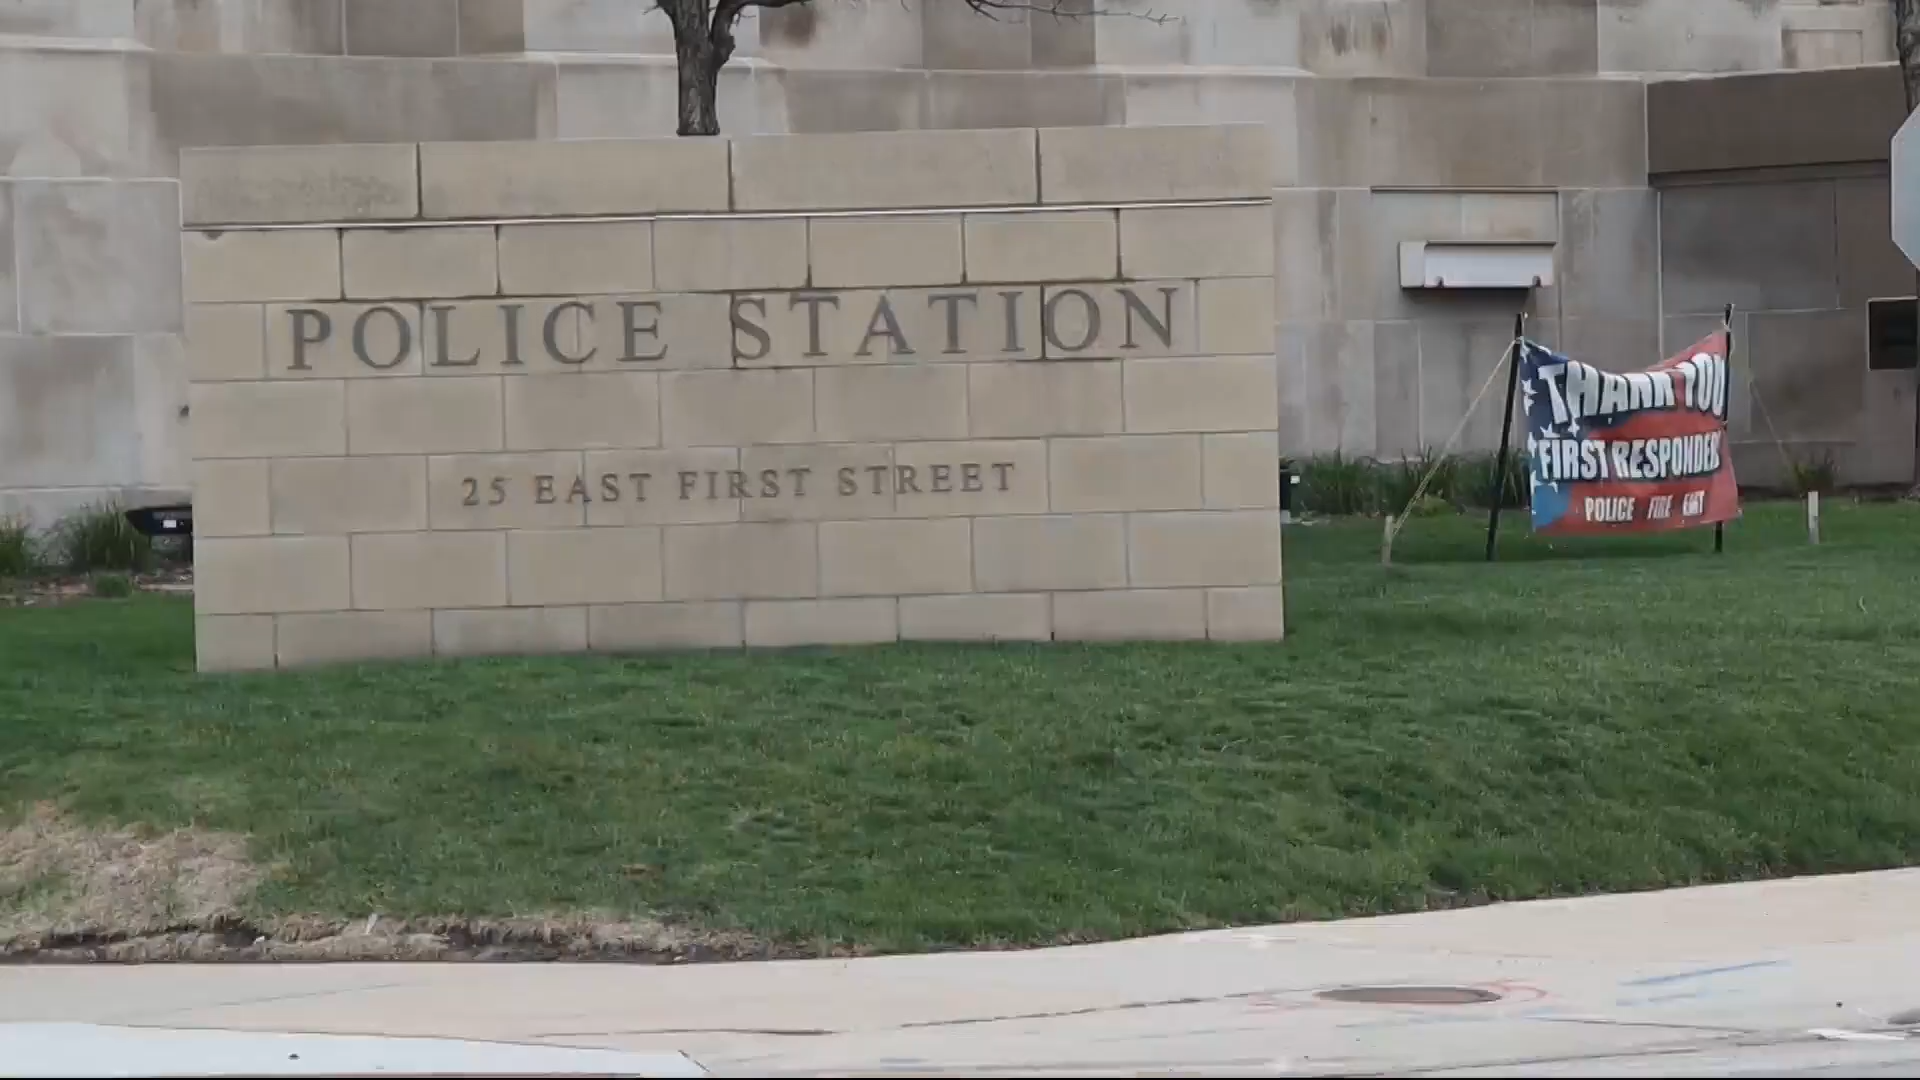 POLICE STATION
25 EAST FIRST STREET
THANK YOU
FIRST RESPONDERS
POLICE FIRE EMT